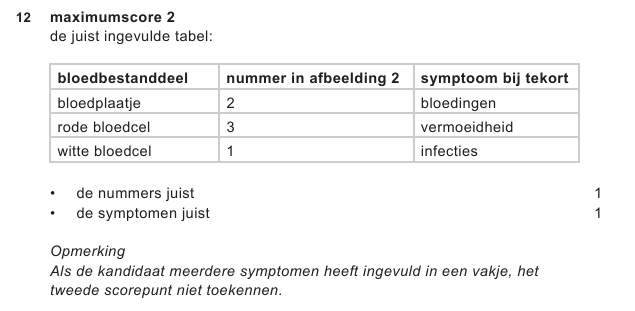 12 maximumscore 2
de juist ingevulde tabel:
bloedbestanddeel nummer in afbeelding 2 symptoom bij tekort
bloedplaatje 2 bloedingen
rode bloedcel 3 vermoeidheid
witte bloedcel 1 infecties
• de nummers juist 1
• de symptomen juist 1
Opmerking
Als de kandidaat meerdere symptomen heeft ingevuld in een vakje, het
tweede scorepunt niet toekennen.